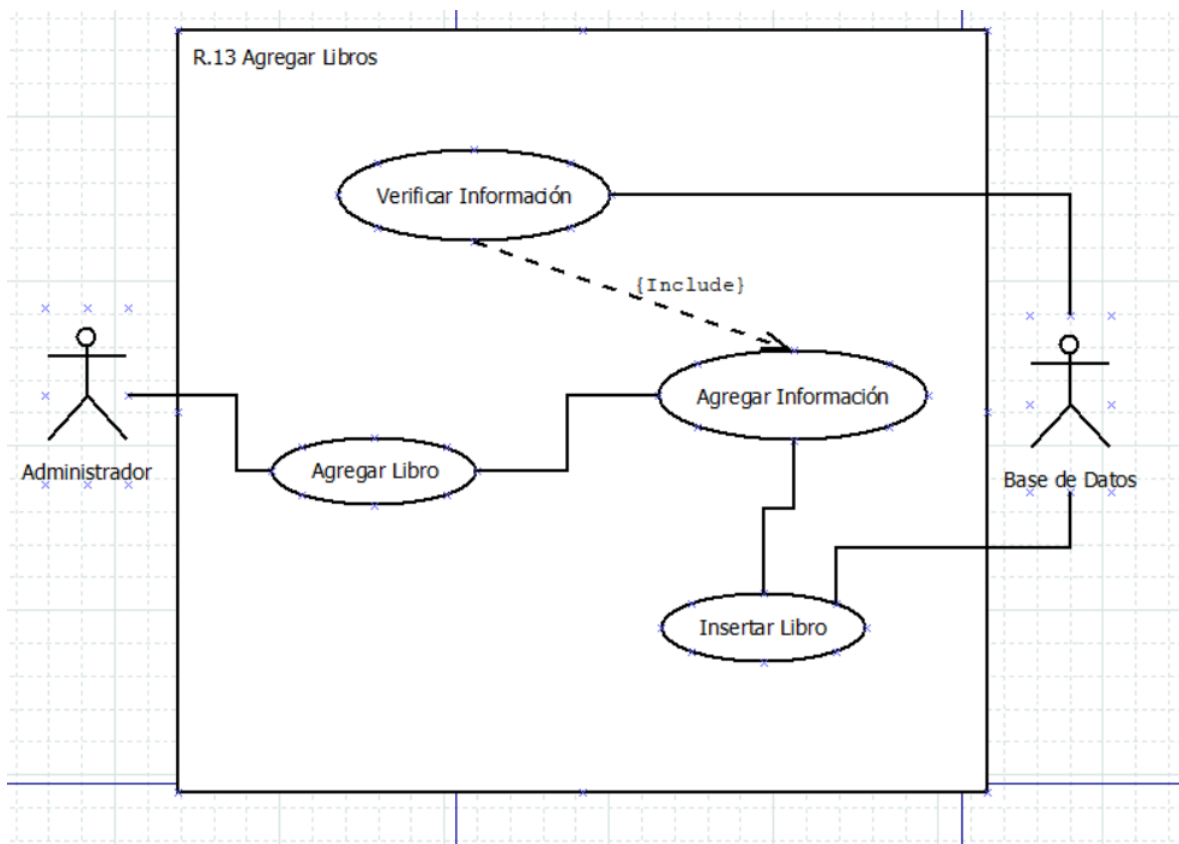 R.13 Agregar Libros
Verificar Información
{Include}
Agregar Información
Agregar Libro
Administrador
Base de Datos
Insertar Libro